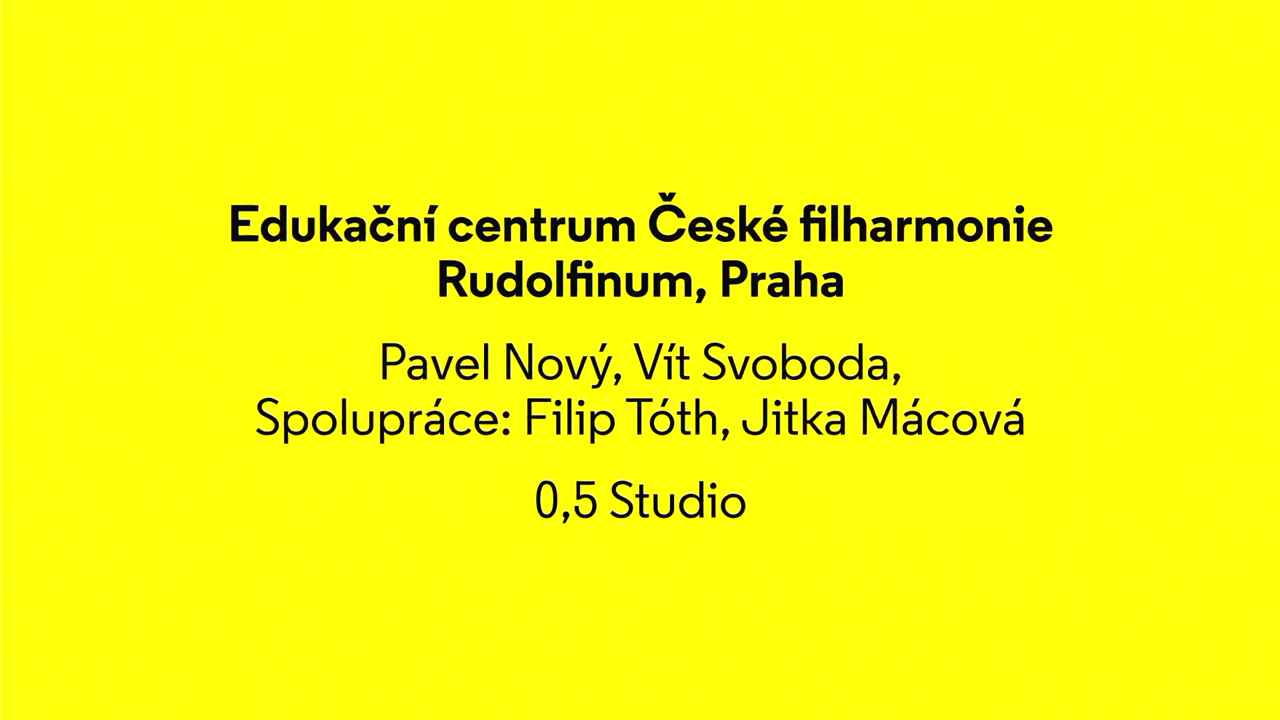 Edukační centrum České filharmonie
Rudolfinum, Praha
Pavel Nový, Vít Svoboda,
Spolupráce: Filip Tóth, Jitka Mácová
0,5 Studio